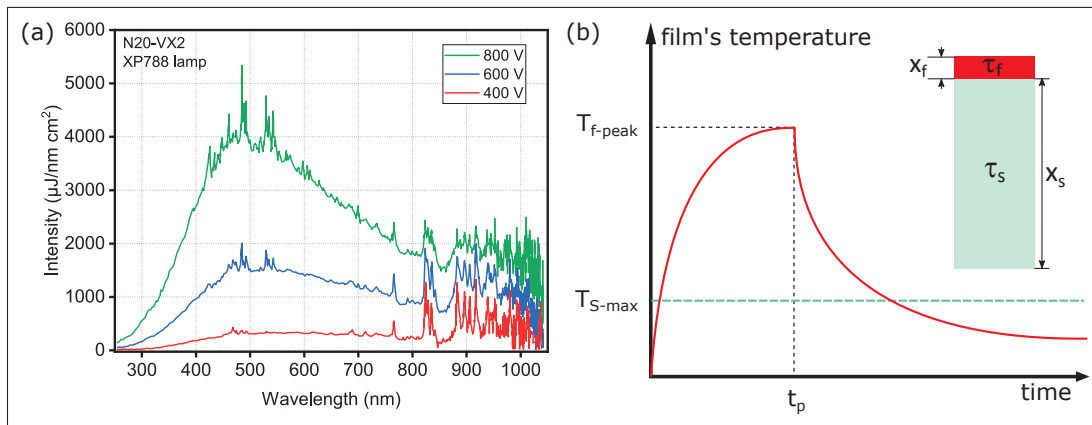 (a)
6000
5000
4000
3000
2000
1000
0
Intensity (µJ/nm cm²)
N20-VX2
XP788 lamp
800 V
600 V
400 V
300 400 500 600 700 800 900 1000
Wavelength (nm)
(b)
film's temperature
T_f-peak
T_S-max
t_p
time
x_f
τ_f
τ_s
x_s